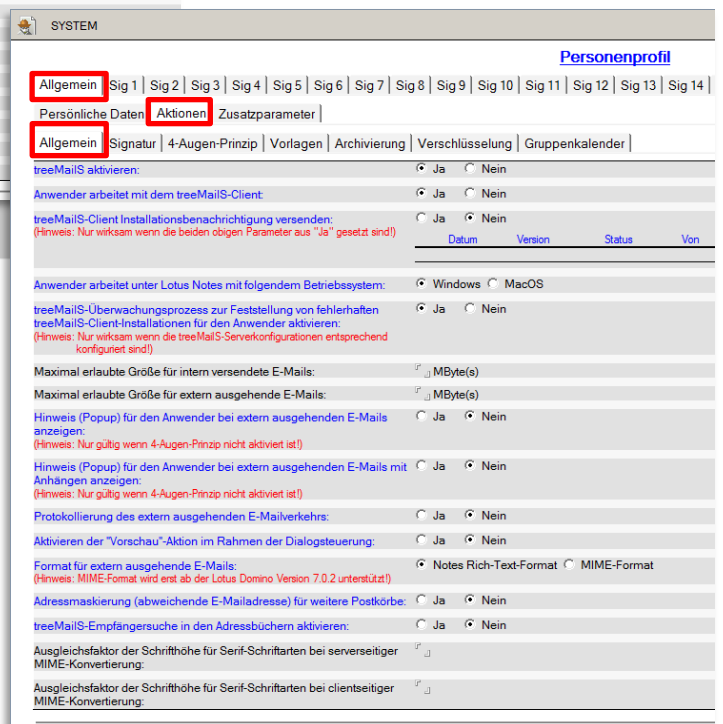 SYSTEM
Personenprofil
Allgemein Sig 1 Sig 2 Sig 3 Sig 4 Sig 5 Sig 6 Sig 7 Sig 8 Sig 9 Sig 10 Sig 11 Sig 12 Sig 13 Sig 14
Persönliche Daten Aktionen Zusatzparameter
Allgemein Signatur 4-Augen-Prinzip Vorlagen Archivierung Verschlüsselung Gruppenkalender
treeMailS aktivieren: Ja Nein
Anwender arbeitet mit dem treeMailS-Client: Ja Nein
treeMailS-Client Installationsbenachrichtigung versenden: Ja Nein
(Hinweis: Nur wirksam wenn die beiden obigen Parameter aus "Ja" gesetzt sind!)
Datum Version Status Von
Anwender arbeitet unter Lotus Notes mit folgendem Betriebssystem: Windows MacOS
treeMailS-Überwachungsprozess zur Feststellung von fehlerhaften Ja Nein
treeMailS-Client-Installationen für den Anwender aktivieren:
(Hinweis: Nur wirksam wenn die treeMailS-Serverkonfigurationen entsprechend
konfiguriert sind!)
Maximal erlaubte Größe für intern versendete E-Mails: MByte(s)
Maximal erlaubte Größe für extern ausgehende E-Mails: MByte(s)
Hinweis (Popup) für den Anwender bei extern ausgehenden E-Mails Ja Nein
anzeigen:
(Hinweis: Nur gültig wenn 4-Augen-Prinzip nicht aktiviert ist!)
Hinweis (Popup) für den Anwender bei extern ausgehenden E-Mails mit Ja Nein
Anhängen anzeigen:
(Hinweis: Nur gültig wenn 4-Augen-Prinzip nicht aktiviert ist!)
Protokollierung des extern ausgehenden E-Mailverkehrs: Ja Nein
Aktivieren der "Vorschau"-Aktion im Rahmen der Dialogsteuerung: Ja Nein
Format für extern ausgehende E-Mails: Notes Rich-Text-Format MIME-Format
(Hinweis: MIME-Format wird erst ab der Lotus Domino Version 7.0.2 unterstützt!)
Adressmaskierung (abweichende E-Mailadresse) für weitere Postkörbe: Ja Nein
treeMailS-Empfängersuche in den Adressbüchern aktivieren: Ja Nein
Ausgleichsfaktor der Schrifthöhe für Serif-Schriftarten bei serverseitiger
MIME-Konvertierung:
Ausgleichsfaktor der Schrifthöhe für Serif-Schriftarten bei clientseitiger
MIME-Konvertierung: